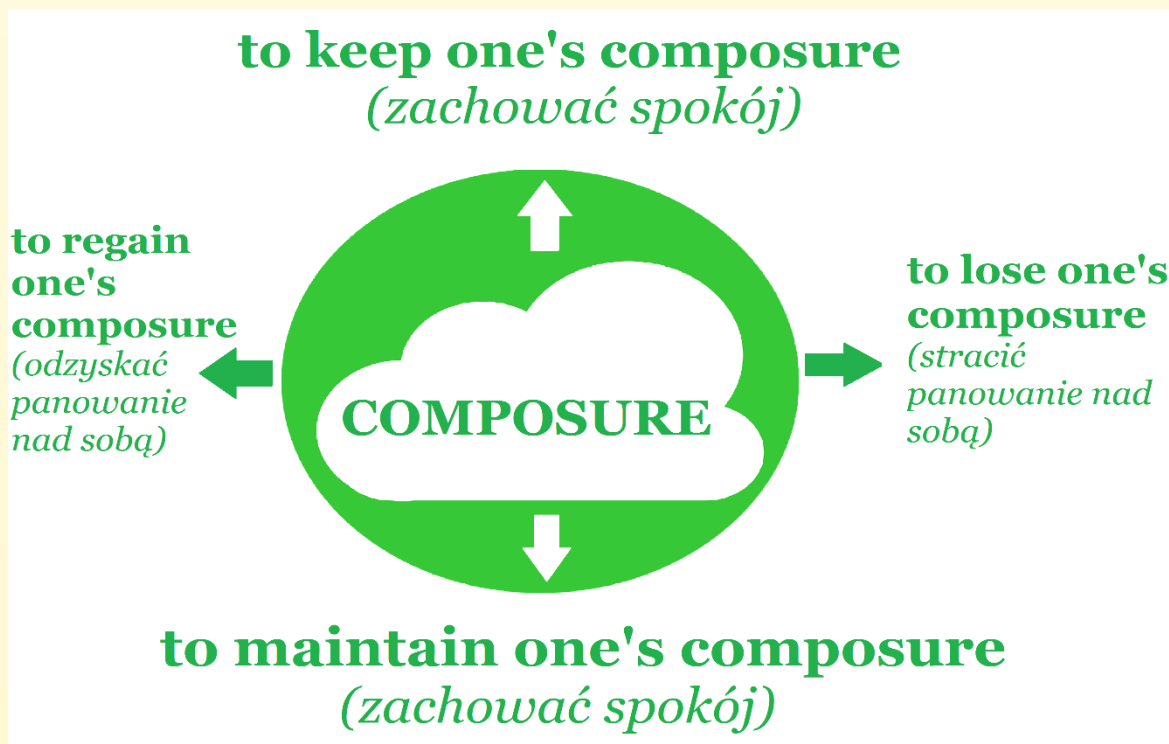 to keep one's composure
(zachować spokój)
to regain
one's
composure
(odzyskać
panowanie
nad sobą)
COMPOSURE
to lose one's
composure
(stracić
panowanie nad
sobą)
to maintain one's composure
(zachować spokój)